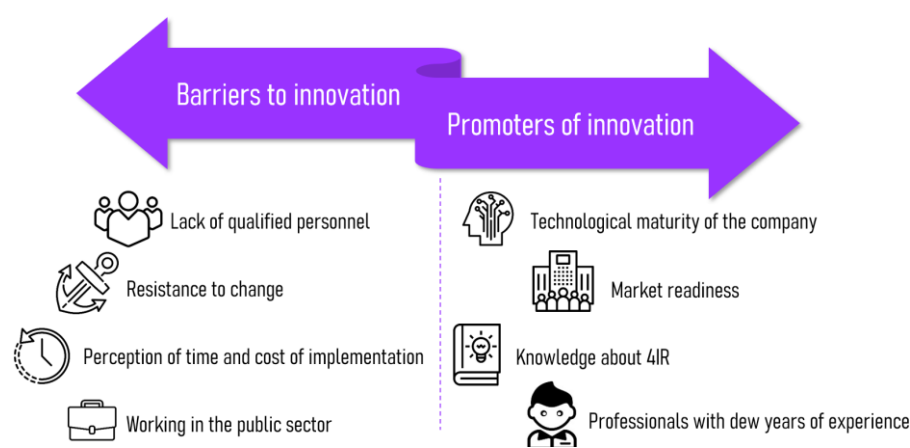 Barriers to innovation
Promoters of innovation
Lack of qualified personnel
Resistance to change
Perception of time and cost of implementation
Working in the public sector
Technological maturity of the company
Market readiness
Knowledge about 4IR
Professionals with dew years of experience